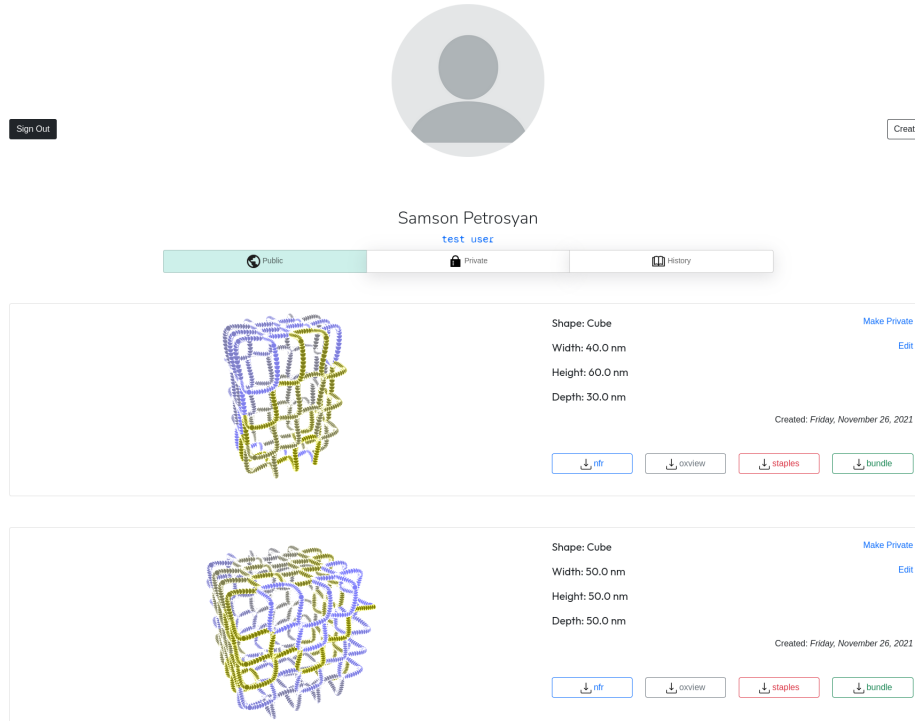 Sign Out
Creat
Samson Petrosyan
test user
Public
Private
History
Shape: Cube
Make Private
Width: 40.0 nm
Edit
Height: 60.0 nm
Depth: 30.0 nm
Created: Friday, November 26, 2021
nfr
oxview
staples
bundle
Shape: Cube
Make Private
Width: 50.0 nm
Edit
Height: 50.0 nm
Depth: 50.0 nm
Created: Friday, November 26, 2021
nfr
oxview
staples
bundle